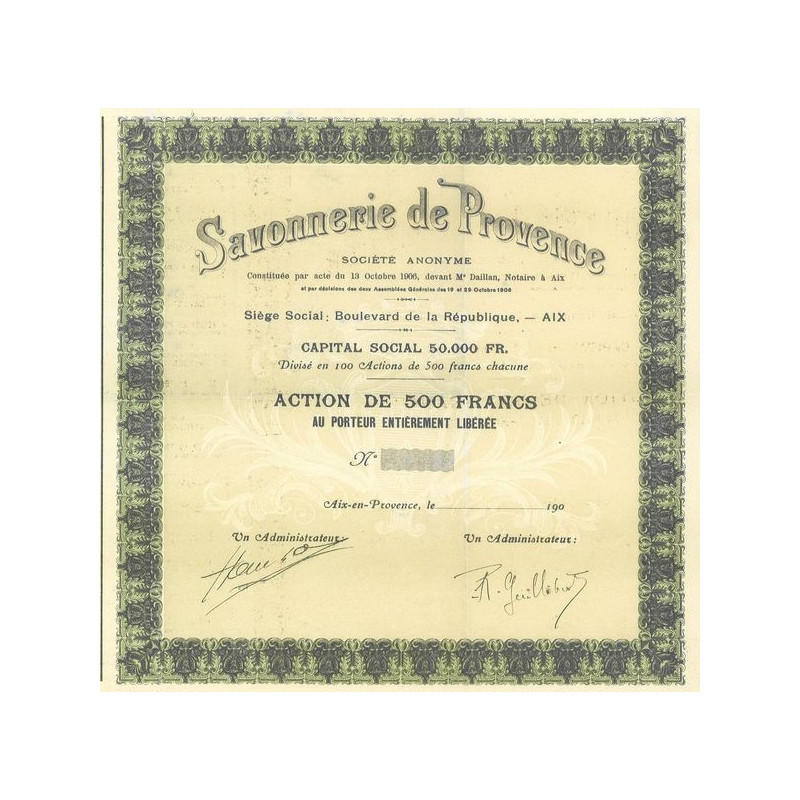 Savonnerie de Provence
SOCIÉTÉ ANONYME
Constituée par acte du 13 Octobre 1906, devant Mᵉ Daillan, Notaire à Aix
et par décisions des deux Assemblées Générales des 19 et 29 Octobre 1906
Siège Social: Boulevard de la République, — AIX
CAPITAL SOCIAL 50.000 FR.
Divisé en 100 Actions de 500 francs chacune
ACTION DE 500 FRANCS
AU PORTEUR ENTIÈREMENT LIBÉRÉE
N°
Aix-en-Provence, le 190
Un Administrateur: Un Administrateur: